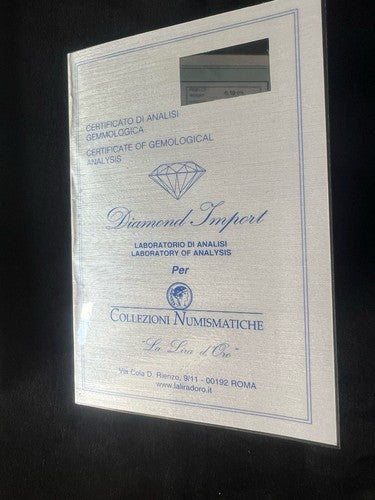 CERTIFICATO DI ANALISI
GEMMOLOGICA
CERTIFICATE OF GEMOLOGICAL
ANALYSIS
Diamond Import
LABORATORIO DI ANALISI
LABORATORY OF ANALYSIS
Per
COLLEZIONI NUMISMATICHE
"La Lira d'Oro"
Via Cola D. Rienzo, 9/11 - 00192 ROMA
www.laliradoro.it